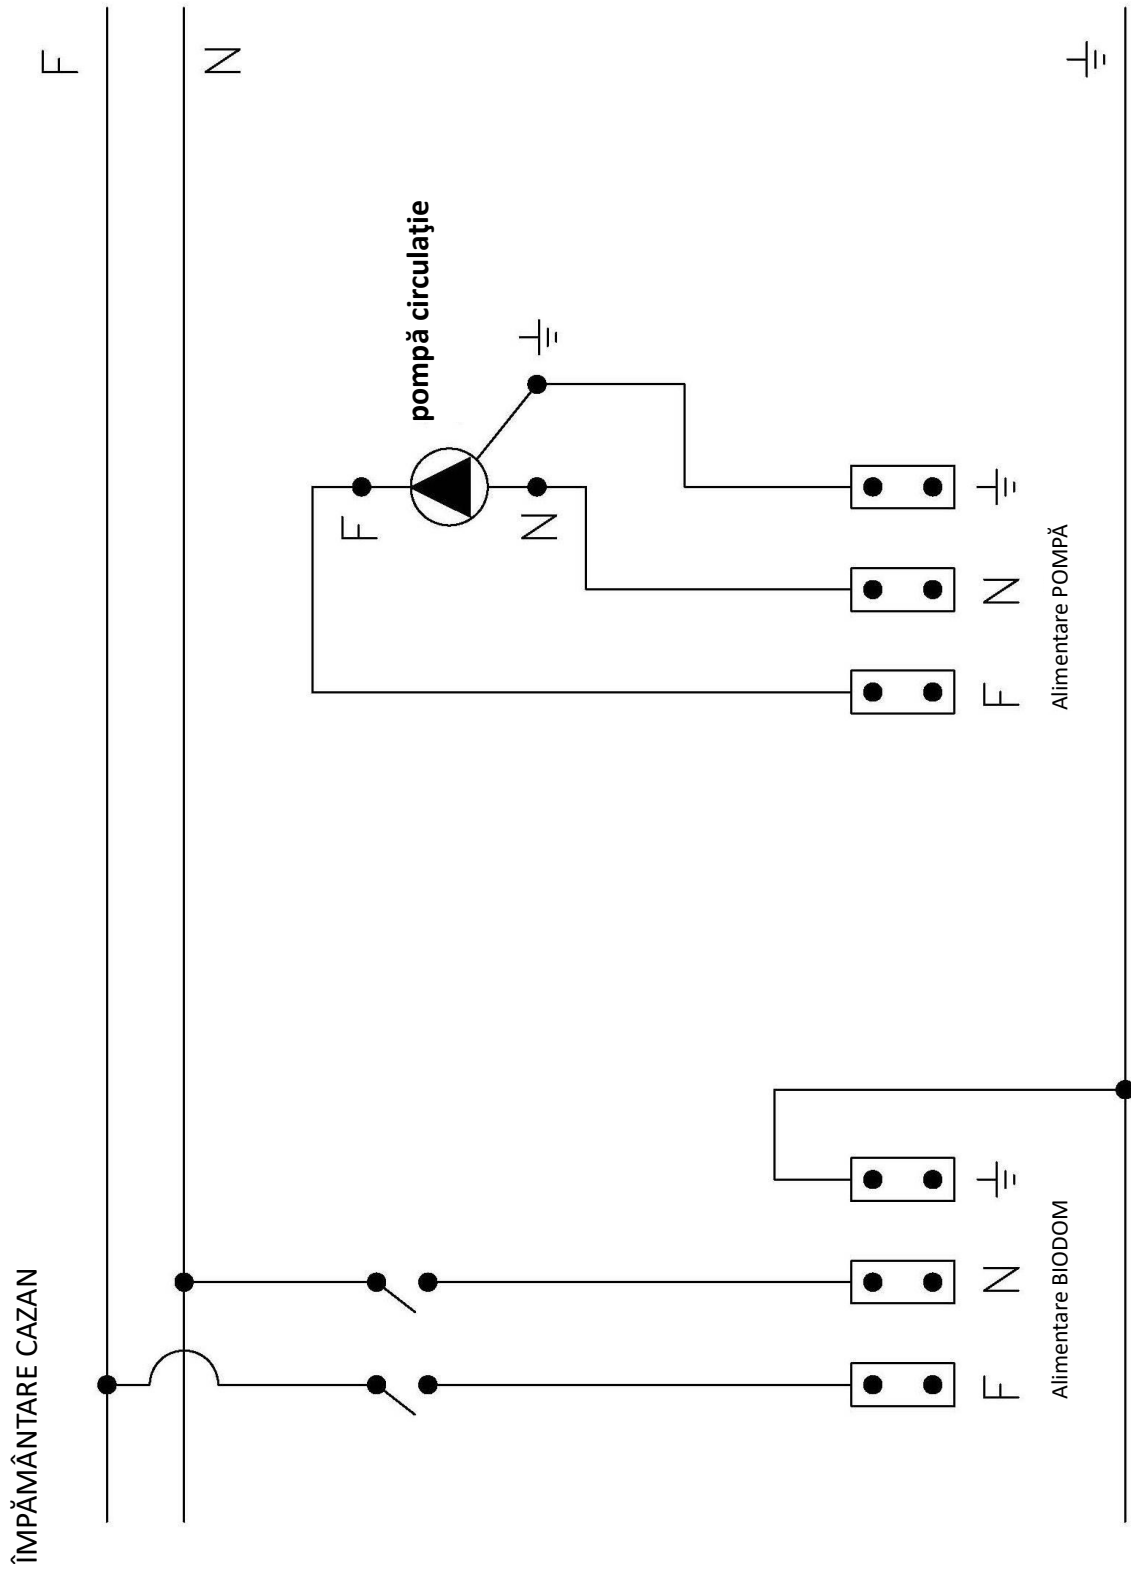 ÎMPĂMÂNTARE CAZAN
F
N
F
pompă circulaţie
N
F N
F N
Alimentare BIODOM
Alimentare POMPĂ